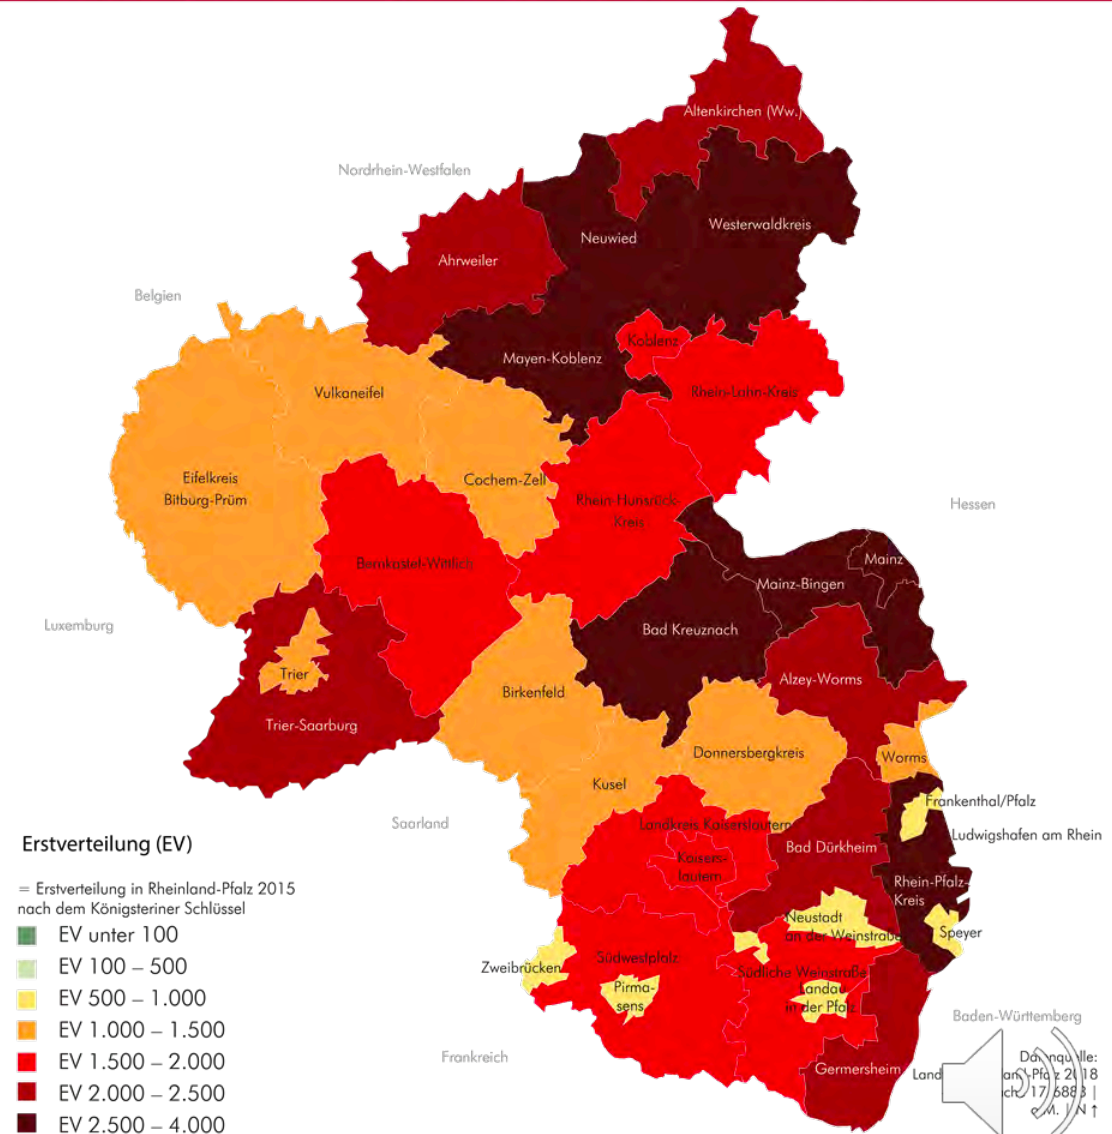 Altenkirchen (Ww.)
Nordrhein-Westfalen
Westerwaldkreis
Neuwied
Ahrweiler
Belgien
Koblenz
Mayen-Koblenz
Vulkaneifel
Rhein-Lahn-Kreis
Eifelkreis
Bitburg-Prüm
Cochem-Zell
Rhein-Hunsrück-
Kreis
Hessen
Bernkastel-Wittlich
Mainz
Mainz-Bingen
Luxemburg
Bad Kreuznach
Trier
Alzey-Worms
Birkenfeld
Trier-Saarburg
Donnersbergkreis
Worms
Kusel
Frankenthal/Pfalz
Saarland
Landkreis Kaiserslautern
Ludwigshafen am Rhein
Bad Dürkheim
Kaisers-
lautern
Rhein-Pfalz-
Kreis
Neustadt
an der Weinstraße
Speyer
Südwestpfalz
Zweibrücken
Südliche Weinstraße
Pirma-
sens
Landau
in der Pfalz
Baden-Württemberg
Frankreich
Germersheim
Erstverteilung (EV)
= Erstverteilung in Rheinland-Pfalz 2015
nach dem Königsteriner Schlüssel
EV unter 100
EV 100 – 500
EV 500 – 1.000
EV 1.000 – 1.500
EV 1.500 – 2.000
EV 2.000 – 2.500
EV 2.500 – 4.000
2018
N ↑